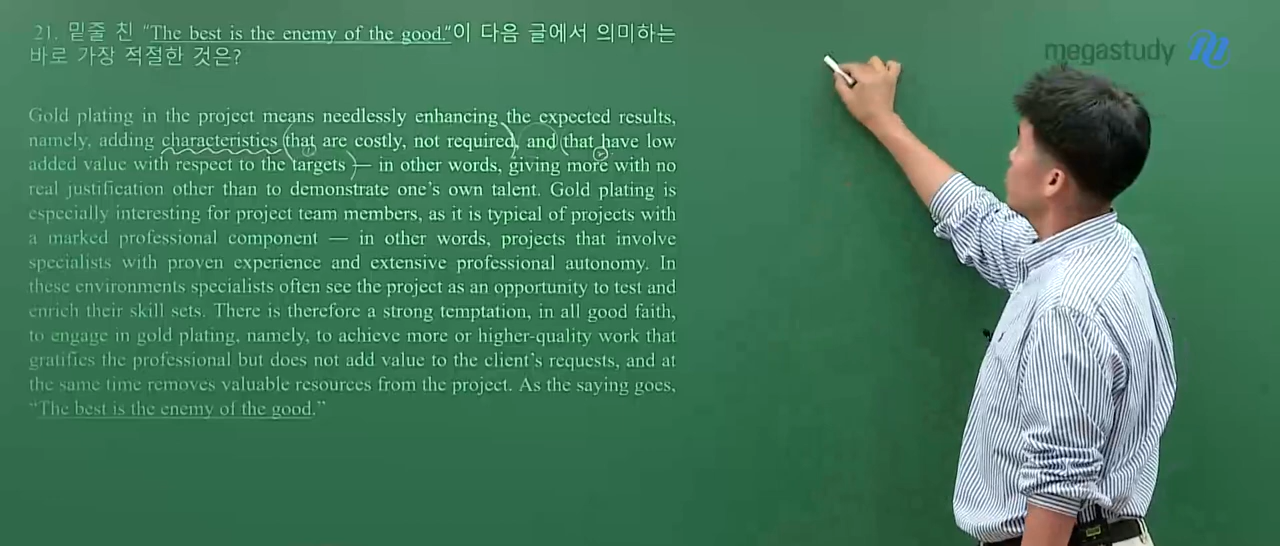 21. 밑줄 친 “The best is the enemy of the good.“이 다음 글에서 의미하는
바로 가장 적절한 것은?
megastudy
Gold plating in the project means needlessly enhancing the expected results,
namely, adding characteristics that are costly, not required, and that have low
added value with respect to the targets — in other words, giving more with no
real justification other than to demonstrate one’s own talent. Gold plating is
especially interesting for project team members, as it is typical of projects with
a marked professional component — in other words, projects that involve
specialists with proven experience and extensive professional autonomy. In
these environments specialists often see the project as an opportunity to test and
enrich their skill sets. There is therefore a strong temptation, in all good faith,
to engage in gold plating, namely, to achieve more or higher-quality work that
gratifies the professional but does not add value to the client’s requests, and at
the same time removes valuable resources from the project. As the saying goes,
“The best is the enemy of the good.”